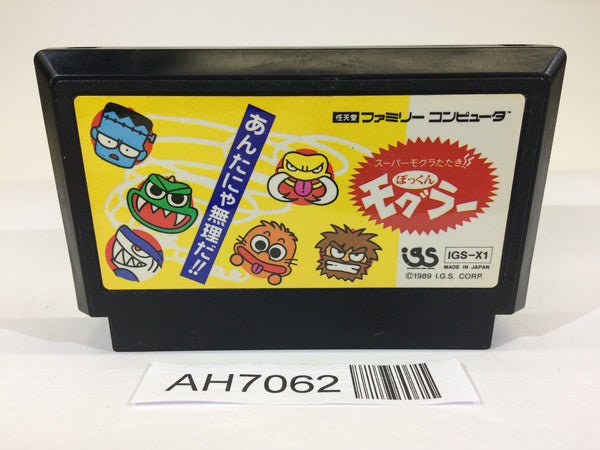 任天堂 ファミリー コンピュータ™
スーパーモグラたたき!!
ぽっくん
モグラー
あんたにゃ無理だ!!
igs
IGS-X1
MADE IN JAPAN
©1989 I.G.S. CORP.
AH7062